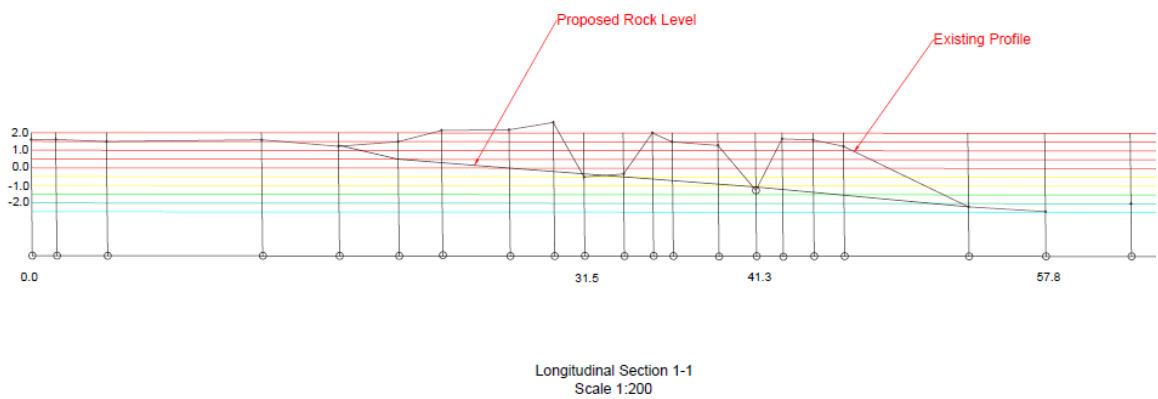 Proposed Rock Level
Existing Profile
2.0
1.0
0.0
-1.0
-2.0
0.0
31.5
41.3
57.8
Longitudinal Section 1-1
Scale 1:200